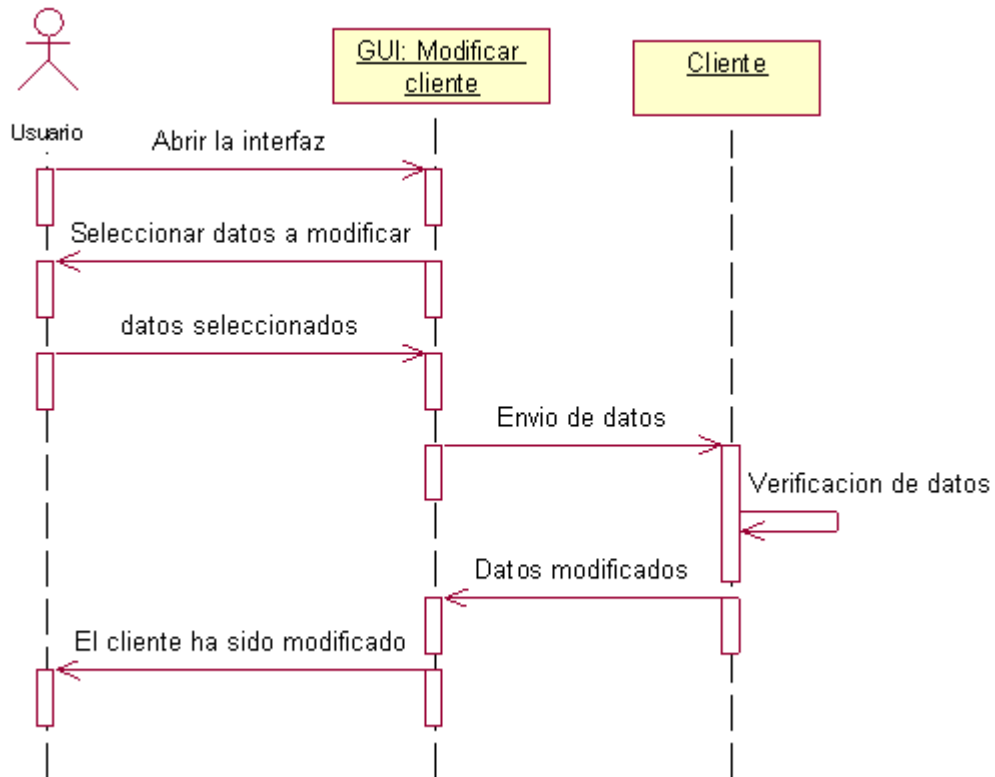 GUI: Modificar
cliente
Cliente
Usuario
Abrir la interfaz
Seleccionar datos a modificar
datos seleccionados
Envio de datos
Verificacion de datos
Datos modificados
El cliente ha sido modificado